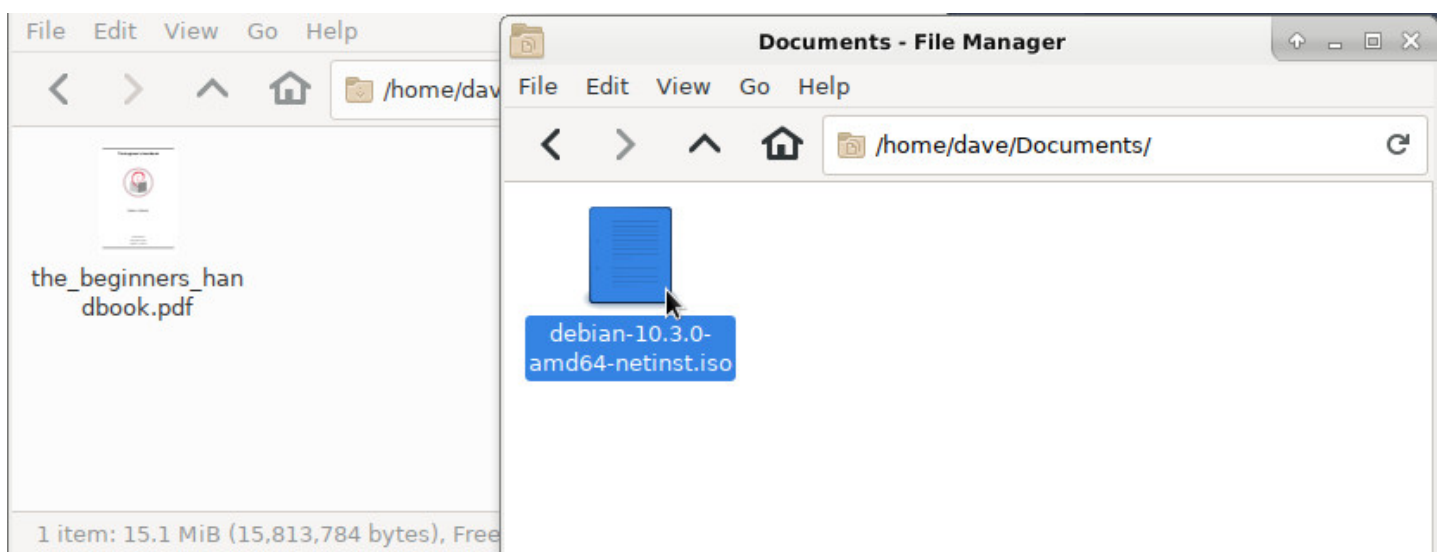 File Edit View Go Help
/home/dav
the_beginners_han
dbook.pdf
1 item: 15.1 MiB (15,813,784 bytes), Free
Documents - File Manager
File Edit View Go Help
/home/dave/Documents/
debian-10.3.0-
amd64-netinst.iso